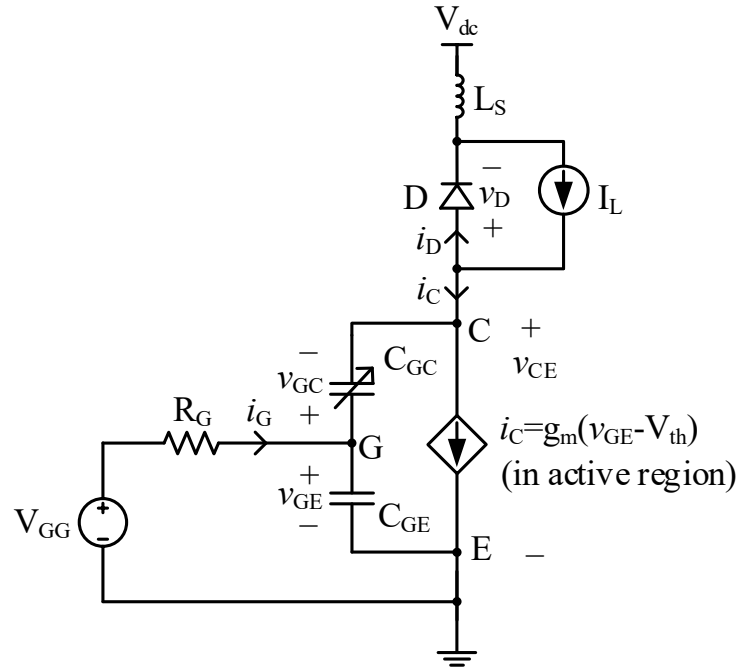 V_dc
L_S
−
D v_D I_L
i_D +
i_C
C +
− C_GC v_CE
v_GC
R_G i_G + i_C=g_m(v_GE-V_th)
G (in active region)
+
v_GE C_GE
−
V_GG E −